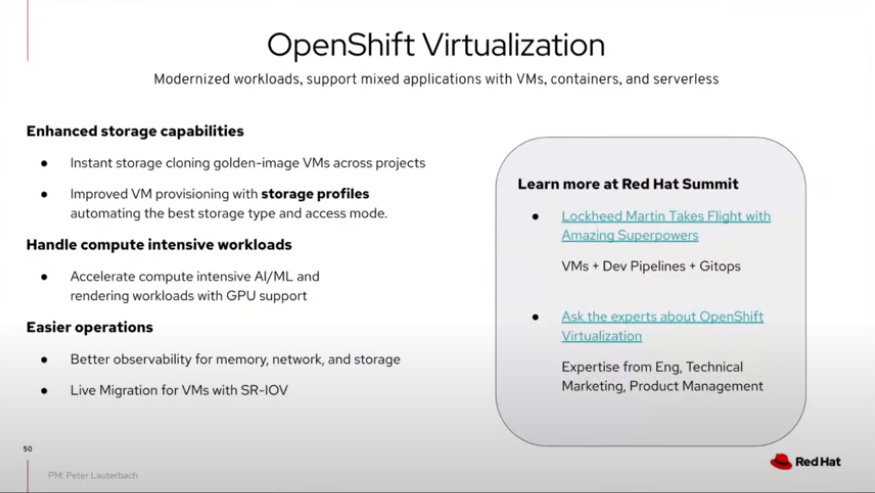 OpenShift Virtualization
Modernized workloads, support mixed applications with VMs, containers, and serverless
Enhanced storage capabilities
● Instant storage cloning golden-image VMs across projects
● Improved VM provisioning with storage profiles
automating the best storage type and access mode.
Handle compute intensive workloads
● Accelerate compute intensive AI/ML and
rendering workloads with GPU support
Easier operations
● Better observability for memory, network, and storage
● Live Migration for VMs with SR-IOV
Learn more at Red Hat Summit
● Lockheed Martin Takes Flight with
Amazing Superpowers
VMs + Dev Pipelines + Gitops
● Ask the experts about OpenShift
Virtualization
Expertise from Eng, Technical
Marketing, Product Management
50
PM: Peter Lauterbach
Red Hat